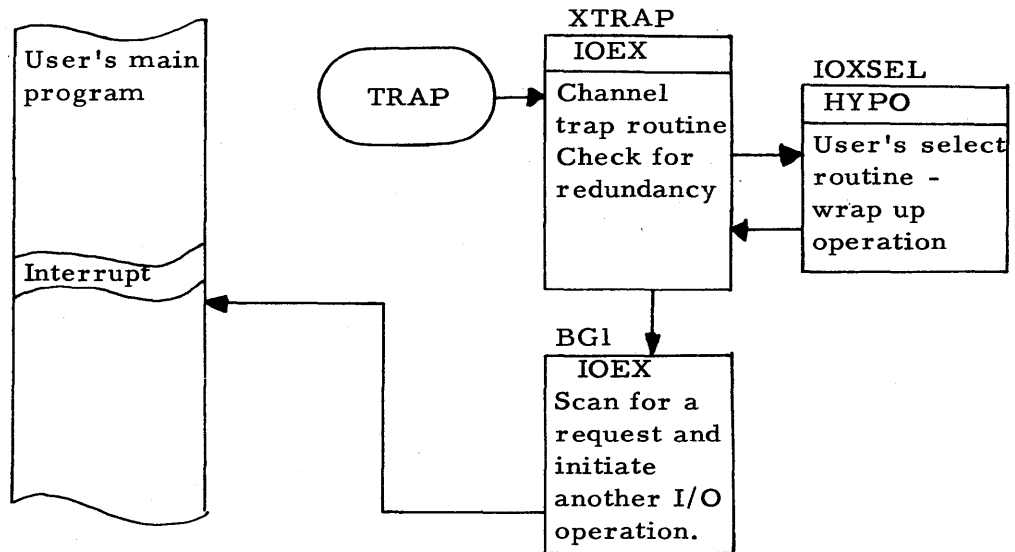 User's main
program
Interrupt
TRAP
XTRAP
IOEX
Channel
trap routine
Check for
redundancy
IOXSEL
HYPO
User's select
routine -
wrap up
operation
BG1
IOEX
Scan for a
request and
initiate
another I/O
operation.